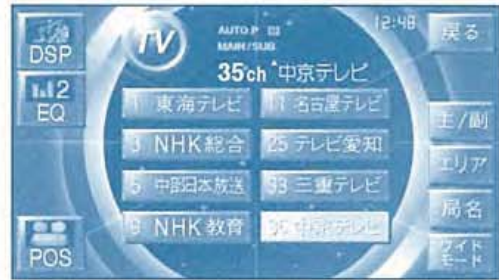 TV
AUTO.P
MAIN/SUB
12:48
戻る
DSP
35ch 中京テレビ
2
EQ
1 東海テレビ
11 名古屋テレビ
主/副
3 NHK総合
25 テレビ愛知
エリア
5 中部日本放送
33 三重テレビ
局名
9 NHK教育
35 中京テレビ
POS
ワイド
モード